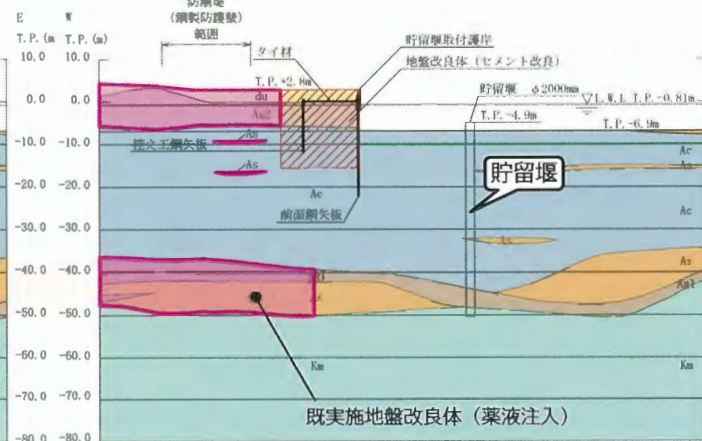 防潮堤
(鋼製防護壁)
範囲
E
W
T.P.(m
T.P.(m)
タイ材
貯留堰取付護岸
地盤改良体(セメント改良)
T.P.+2.8m
貯留堰 φ2000mm
▽L.W.L T.P.-0.81m
T.P.-4.9m
T.P.-6.9m
10.0
10.0
0.0
0.0
-10.0
-10.0
-20.0
-20.0
-30.0
-30.0
-40.0
-40.0
-50.0
-50.0
-60.0
-60.0
-70.0
-70.0
-80.0
-80.0
du
As2
As
控え工鋼矢板
As
Ac
前面鋼矢板
貯留堰
Ac
As
Ac
As
As
Ag1
As
Km
Km
既実施地盤改良体(薬液注入)